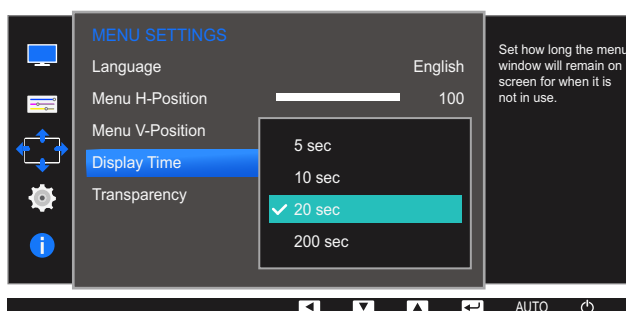 MENU SETTINGS
Language English
Menu H-Position 100
Menu V-Position
Display Time
Transparency
5 sec
10 sec
20 sec
200 sec
Set how long the menu
window will remain on
screen for when it is
not in use.
AUTO